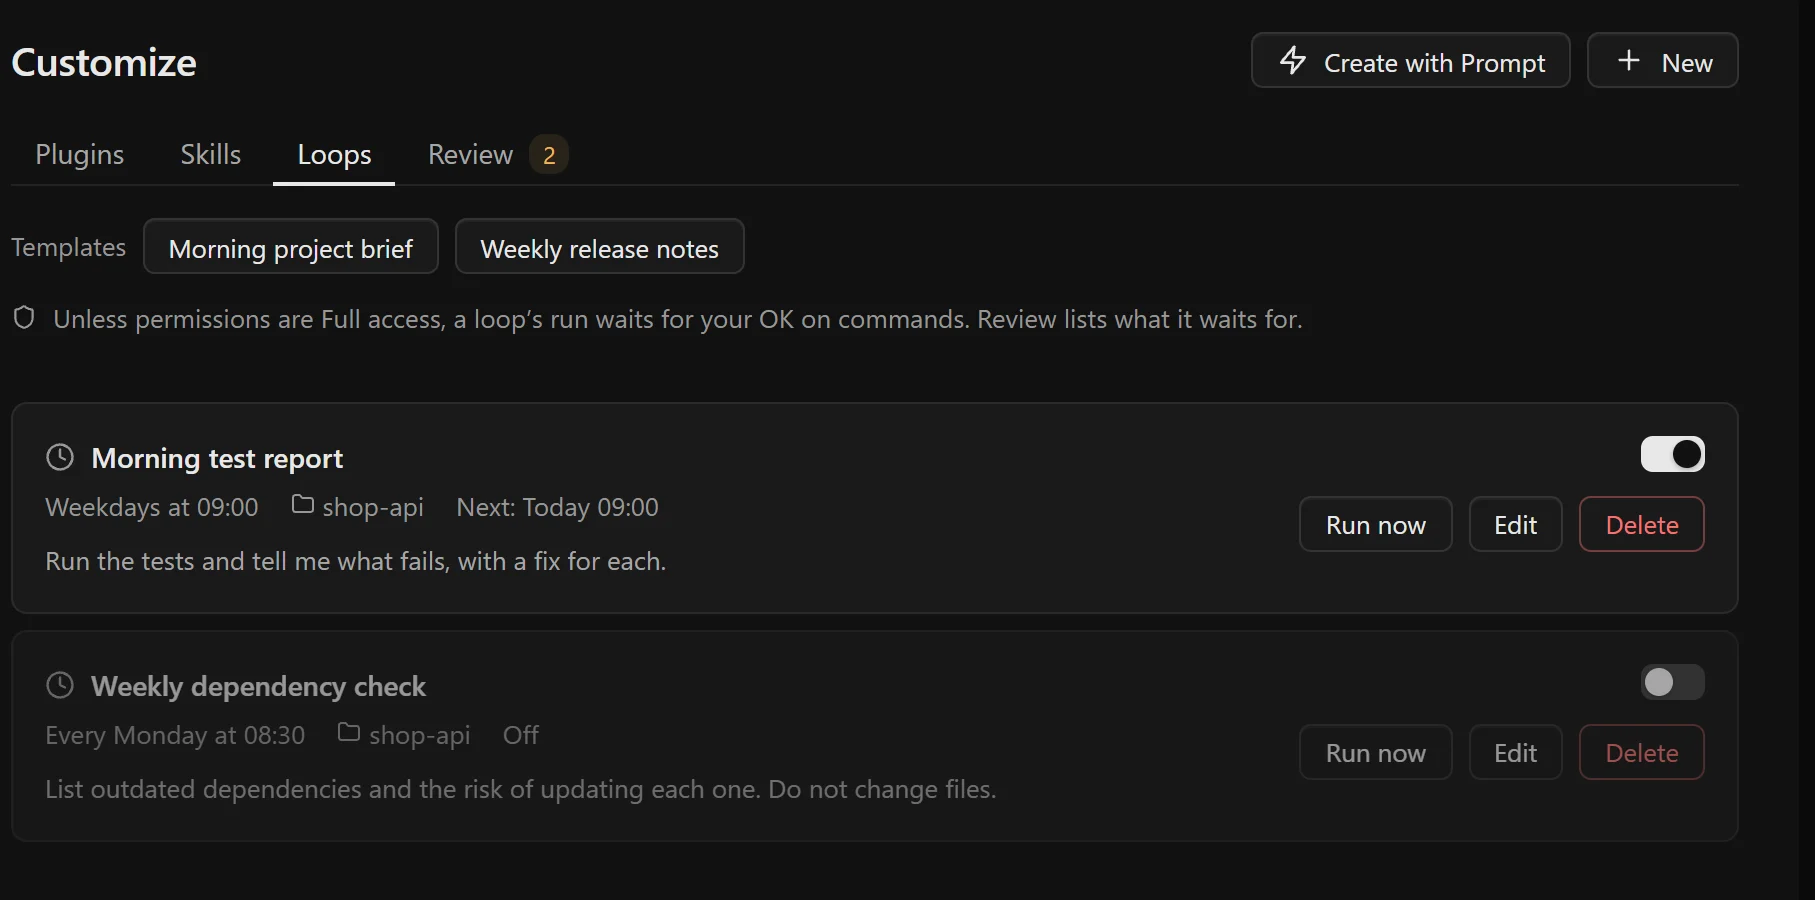 Customize
Create with Prompt
New
Plugins
Skills
Loops
Review 2
Templates
Morning project brief
Weekly release notes
Unless permissions are Full access, a loop’s run waits for your OK on commands. Review lists what it waits for.
Morning test report
Weekdays at 09:00
shop-api
Next: Today 09:00
Run now
Edit
Delete
Run the tests and tell me what fails, with a fix for each.
Weekly dependency check
Every Monday at 08:30
shop-api
Off
Run now
Edit
Delete
List outdated dependencies and the risk of updating each one. Do not change files.